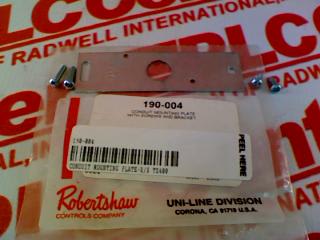 PLCCO
OF RADWELL INTERNATIONAL
190-004
CONDUIT MOUNTING PLATE
WITH SCREWS AND BRACKET
190-004
CONDUIT MOUNTING PLATE-U/S TS400
PEEL HERE
Robertshaw
CONTROLS COMPANY
UNI-LINE DIVISION
CORONA, CA 91718 U.S.A.